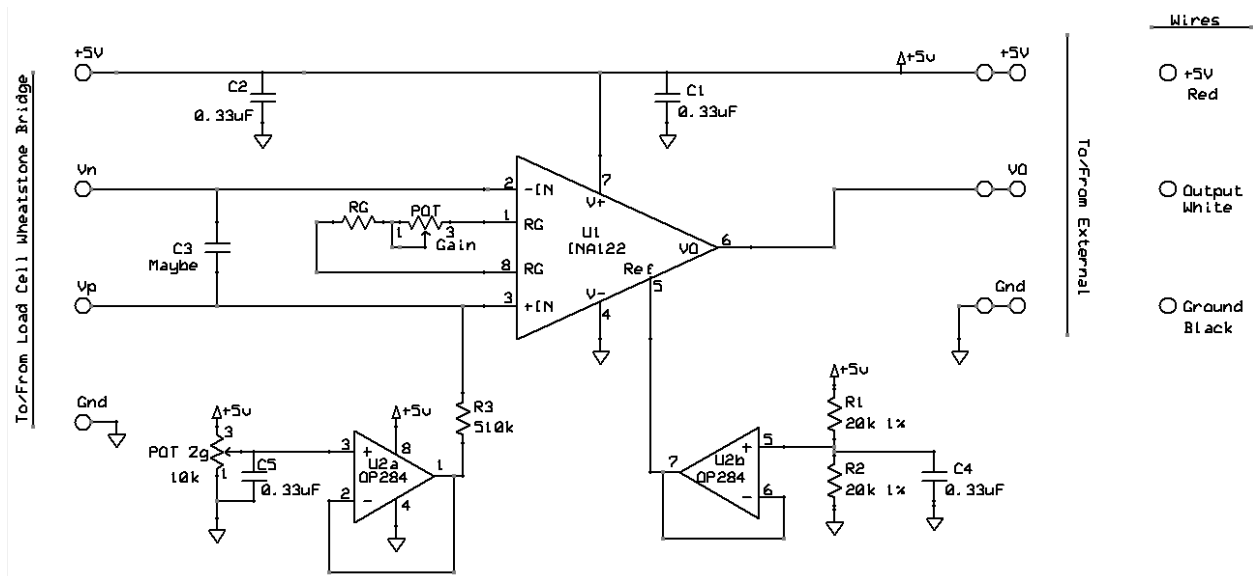 Wires
+5V
+5v
+5V
+5V
Red
C2
0.33uF
C1
0.33uF
To/From Load Cell Wheatstone Bridge
To/From External
Vn
2
-IN
7
V+
VO
Output
White
RG
POT
1
3
Gain
1
RG
U1
INA122
VO
6
C3
Maybe
8
RG
Ref
5
Vp
3
+IN
V-
4
Gnd
Ground
Black
Gnd
+5v
3
POT Zg
10k
1
C5
0.33uF
+5v
3
+
8
U2a
OP284
1
2
-
4
R3
510k
+5v
R1
20k 1%
5
+
7
U2b
OP284
6
-
R2
20k 1%
C4
0.33uF